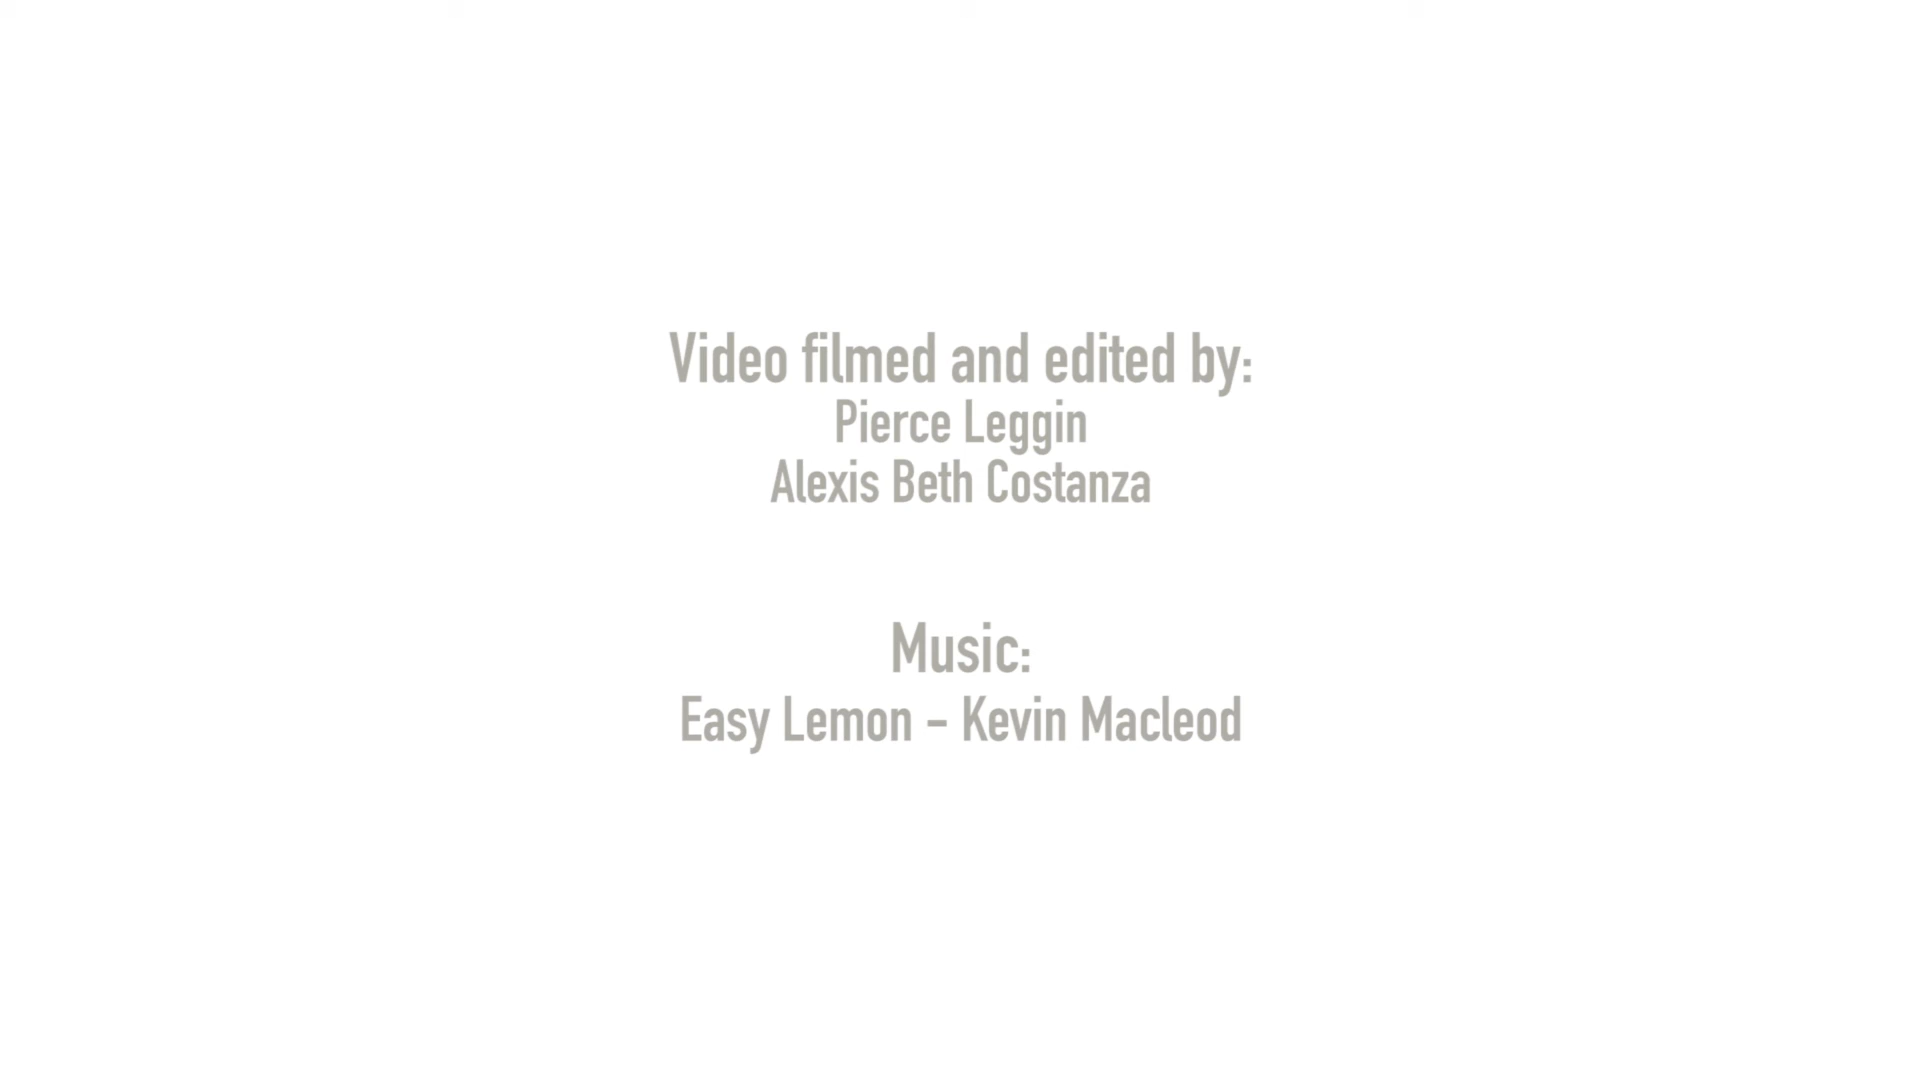 Video filmed and edited by:
Pierce Leggin
Alexis Beth Costanza
Music:
Easy Lemon - Kevin Macleod